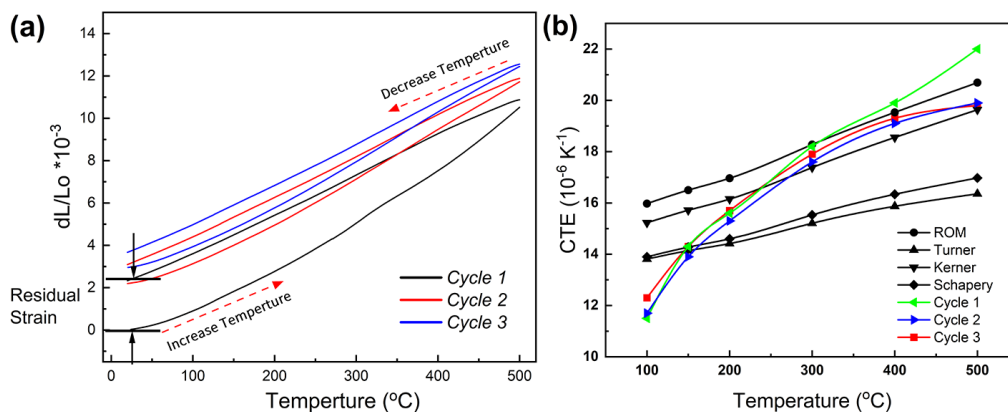 (a)
14
12
10
8
6
4
2
0
dL/Lo *10-3
Residual
Strain
Decrease Temperture
Increase Temperture
Cycle 1
Cycle 2
Cycle 3
0 100 200 300 400 500
Temperture (oC)
(b)
22
20
18
16
14
12
10
CTE (10-6 K-1)
ROM
Turner
Kerner
Schapery
Cycle 1
Cycle 2
Cycle 3
100 150 200 300 400 500
Temperature (oC)